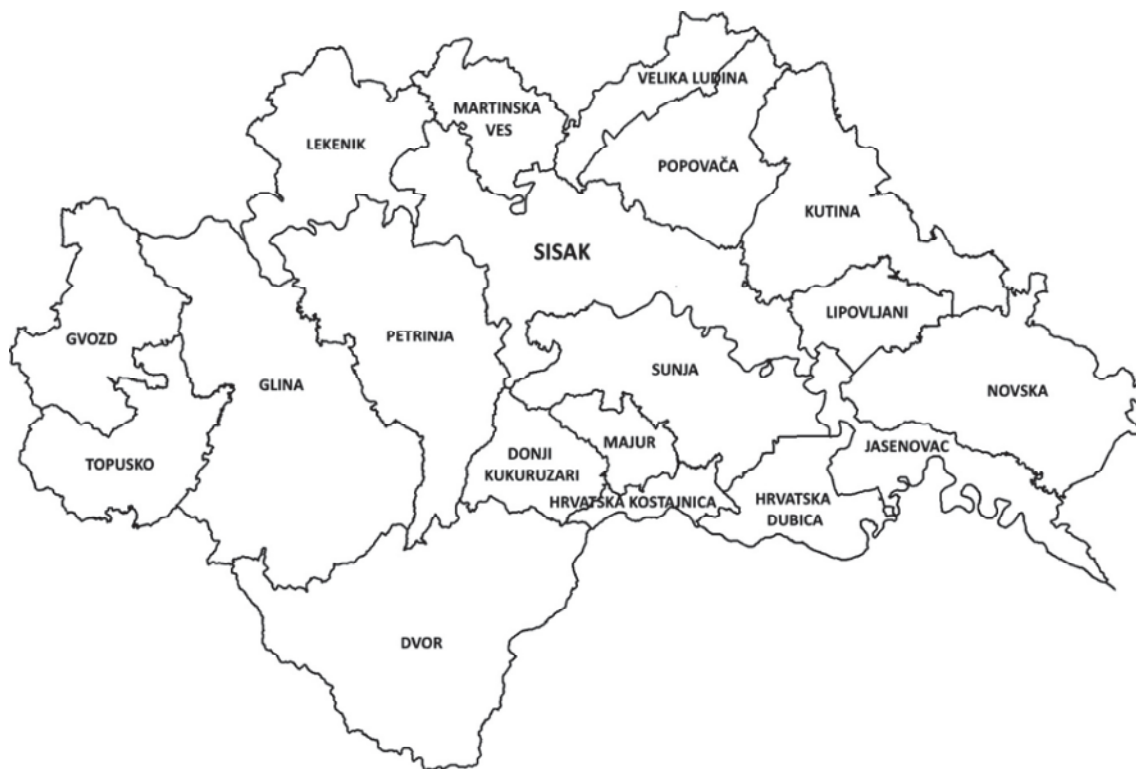 VELIKA LUDINA
MARTINSKA
VES
LEKENIK
POPOVAČA
KUTINA
SISAK
LIPOVLJANI
GVOZD
PETRINJA
SUNJA
GLINA
NOVSKA
MAJUR
JASENOVAC
DONJI
KUKURUZARI
TOPUSKO
HRVATSKA KOSTAJNICA
HRVATSKA
DUBICA
DVOR